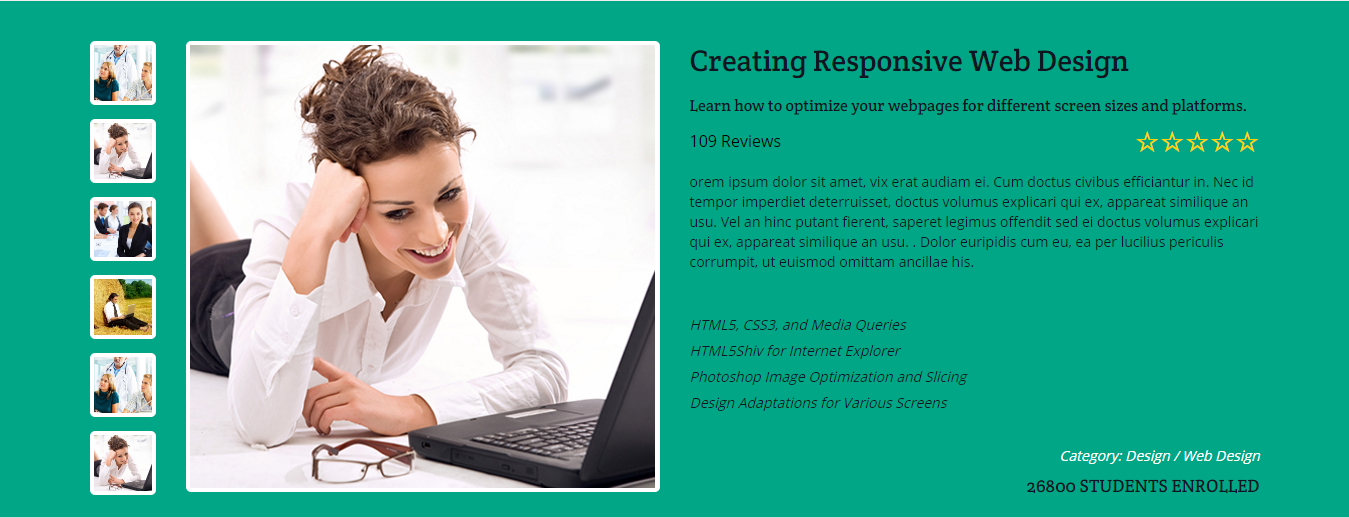 Creating Responsive Web Design
Learn how to optimize your webpages for different screen sizes and platforms.
109 Reviews
orem ipsum dolor sit amet, vix erat audiam ei. Cum doctus civibus efficiantur in. Nec id
tempor imperdiet deterruisset, doctus volumus explicari qui ex, appareat similique an
usu. Vel an hinc putant fierent, saperet legimus offendit sed ei doctus volumus explicari
qui ex, appareat similique an usu. . Dolor euripidis cum eu, ea per lucilius periculis
corrumpit, ut euismod omittam ancillae his.
HTML5, CSS3, and Media Queries
HTML5Shiv for Internet Explorer
Photoshop Image Optimization and Slicing
Design Adaptations for Various Screens
Category: Design / Web Design
26800 STUDENTS ENROLLED